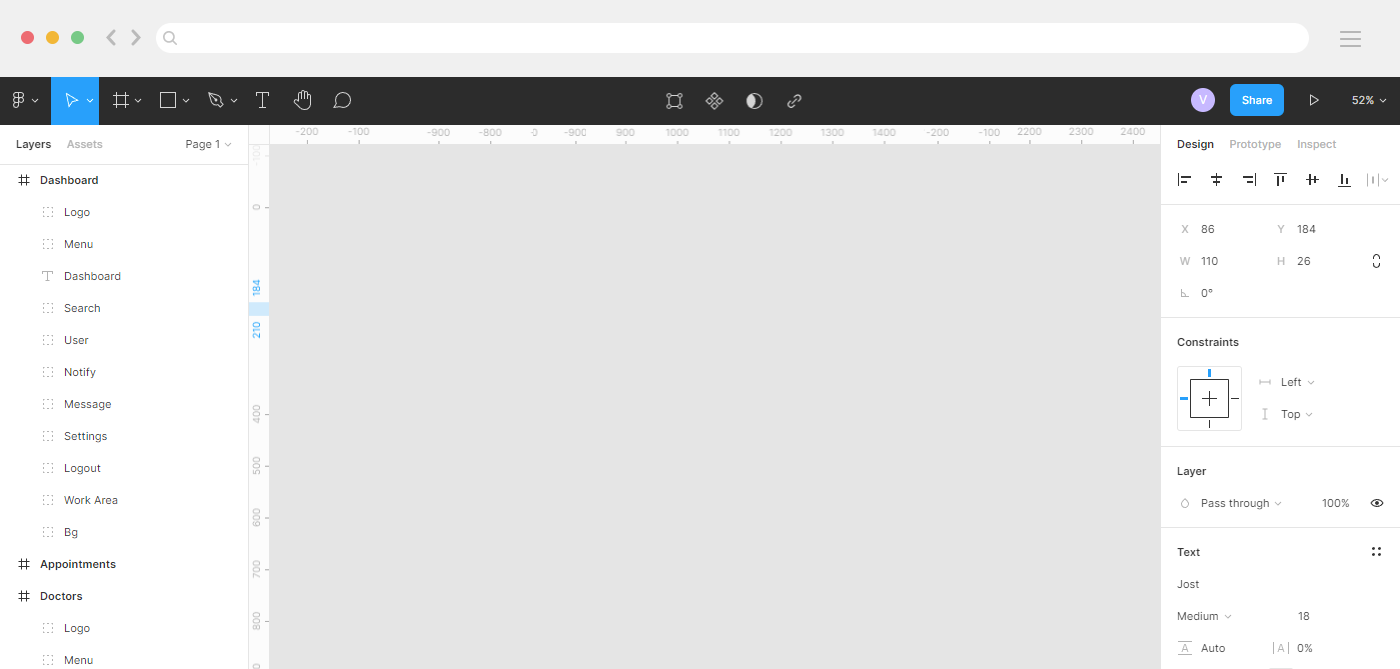 V
Share
52%
Layers Assets Page 1
-200 -100 -900 -800 -0 -900 900 1000 1100 1200 1300 1400 -200 -100 2200 2300 2400
-100
0
184
210
400
500
600
700
800
Dashboard
Logo
Menu
Dashboard
Search
User
Notify
Message
Settings
Logout
Work Area
Bg
Appointments
Doctors
Logo
Menu
Design Prototype Inspect
X 86 Y 184
W 110 H 26
0°
Constraints
Left
Top
Layer
Pass through 100%
Text
Jost
Medium 18
A Auto |A| 0%